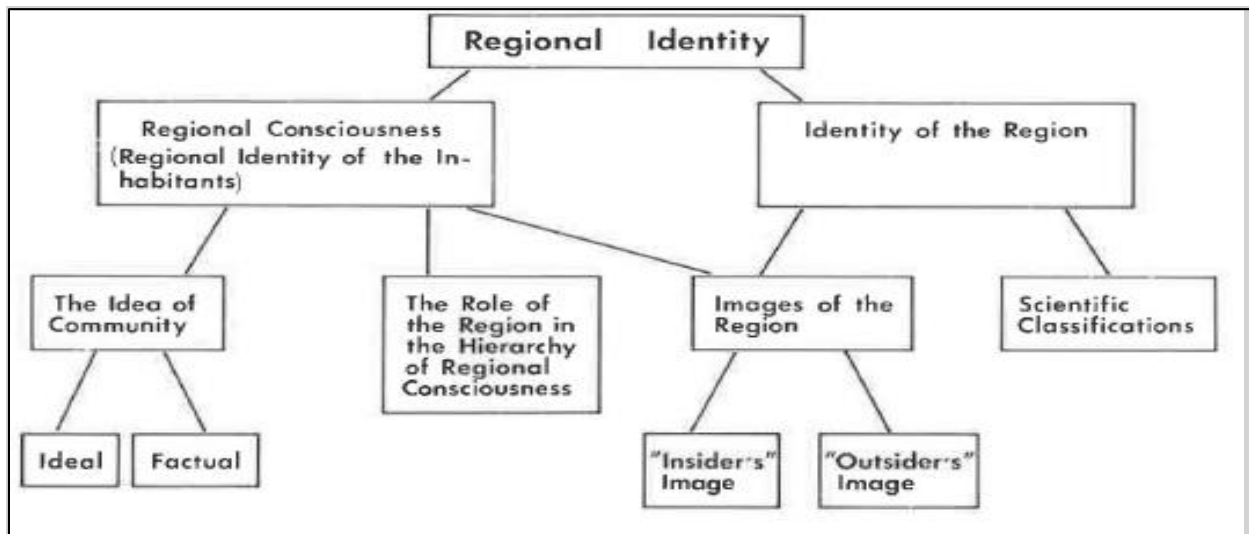 Regional Identity
Regional Consciousness
(Regional Identity of the In-
habitants)
Identity of the Region
The Idea of
Community
The Role of
the Region in
the Hierarchy
of Regional
Consciousness
Images of the
Region
Scientific
Classifications
Ideal
Factual
"Insider's"
Image
"Outsider's"
Image